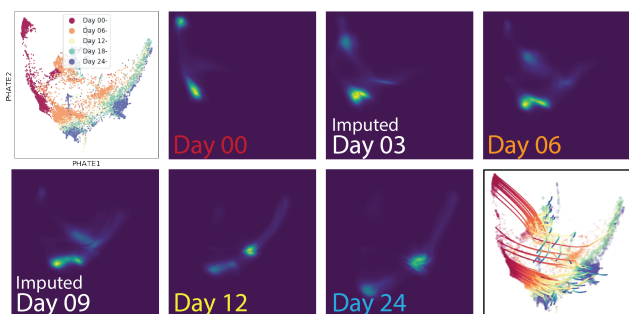 Day 00-
Day 06-
Day 12-
Day 18-
Day 24-
PHATE2
PHATE1
Day 00
Imputed
Day 03
Day 06
Imputed
Day 09
Day 12
Day 24